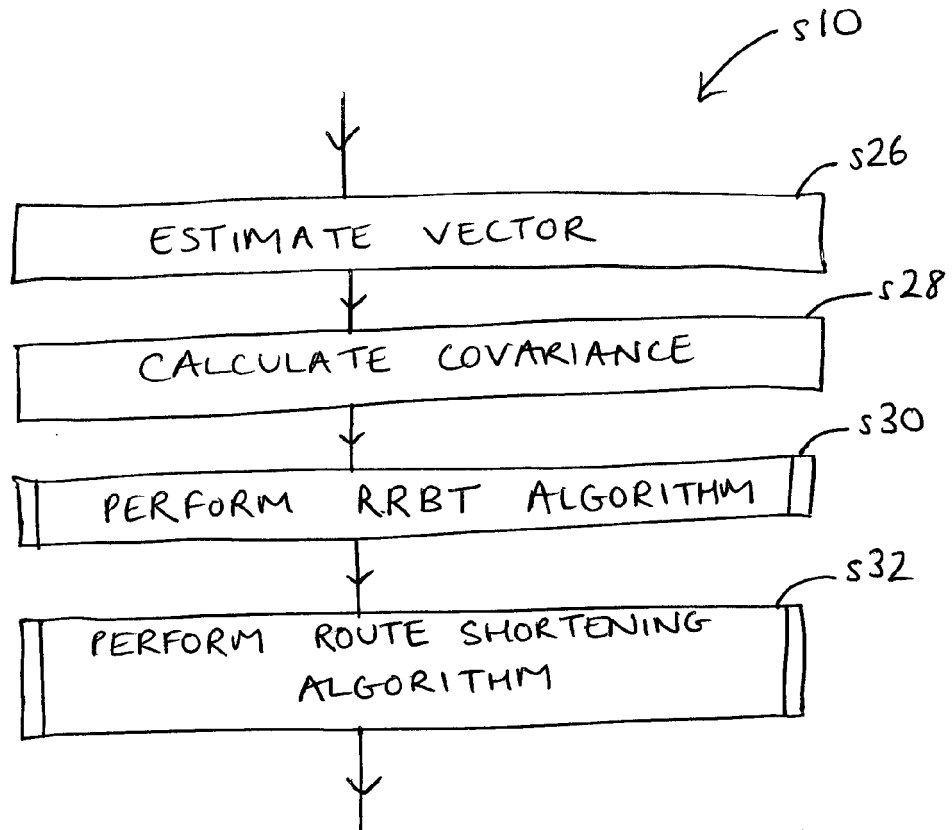 s10
s26
ESTIMATE VECTOR
s28
CALCULATE COVARIANCE
s30
PERFORM RRBT ALGORITHM
s32
PERFORM ROUTE SHORTENING
ALGORITHM